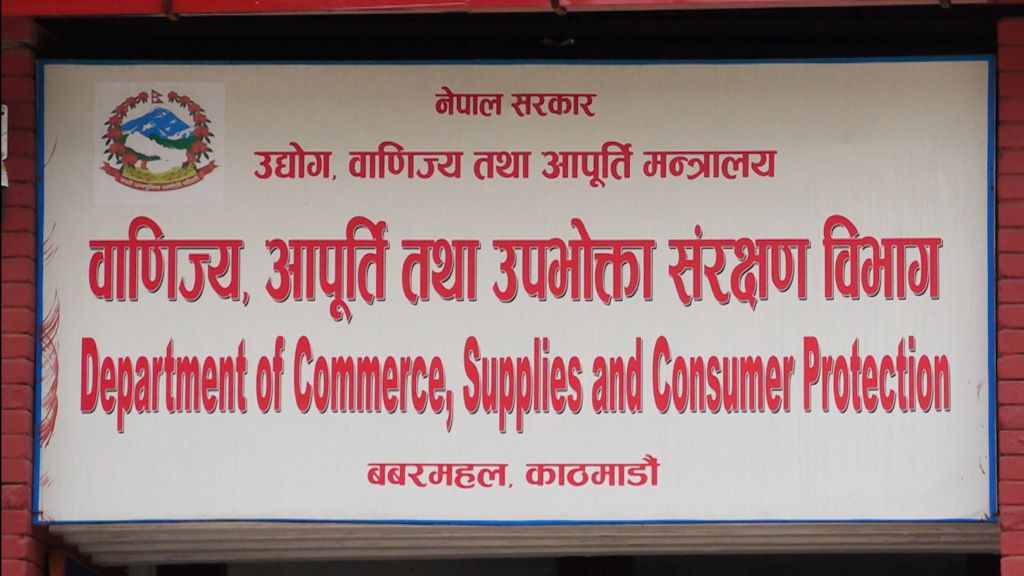 नेपाल सरकार
उद्योग, वाणिज्य तथा आपूर्ति मन्त्रालय
वाणिज्य, आपूर्ति तथा उपभोक्ता संरक्षण विभाग
Department of Commerce, Supplies and Consumer Protection
बबरमहल, काठमाडौं